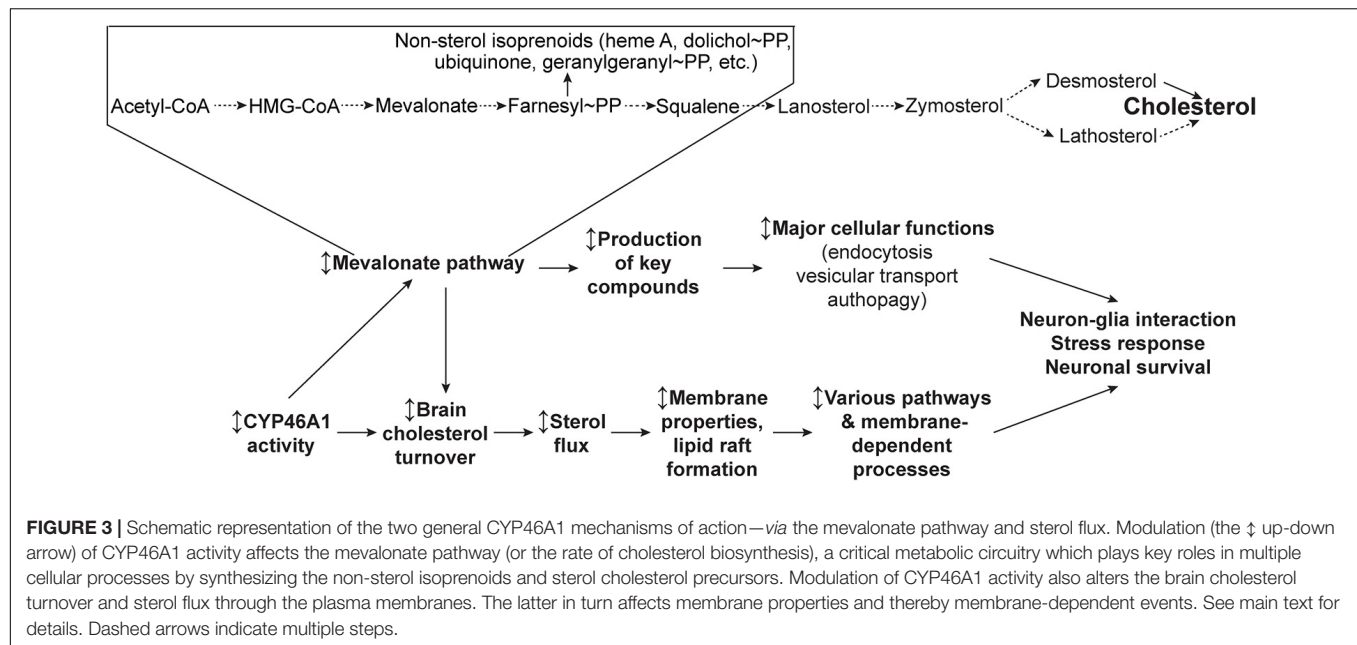 Non-sterol isoprenoids (heme A, dolichol~PP,
ubiquinone, geranylgeranyl~PP, etc.)
Acetyl-CoA HMG-CoA Mevalonate Farnesyl~PP Squalene Lanosterol Zymosterol
Desmosterol
Cholesterol
Lathosterol
↕Mevalonate pathway
↕Production
of key
compounds
↕Major cellular functions
(endocytosis
vesicular transport
authopagy)
Neuron-glia interaction
Stress response
Neuronal survival
↕CYP46A1
activity
↕Brain
cholesterol
turnover
↕Sterol
flux
↕Membrane
properties,
lipid raft
formation
↕Various pathways
& membrane-
dependent
processes
FIGURE 3 | Schematic representation of the two general CYP46A1 mechanisms of action—via the mevalonate pathway and sterol flux. Modulation (the ↕ up-down
arrow) of CYP46A1 activity affects the mevalonate pathway (or the rate of cholesterol biosynthesis), a critical metabolic circuitry which plays key roles in multiple
cellular processes by synthesizing the non-sterol isoprenoids and sterol cholesterol precursors. Modulation of CYP46A1 activity also alters the brain cholesterol
turnover and sterol flux through the plasma membranes. The latter in turn affects membrane properties and thereby membrane-dependent events. See main text for
details. Dashed arrows indicate multiple steps.